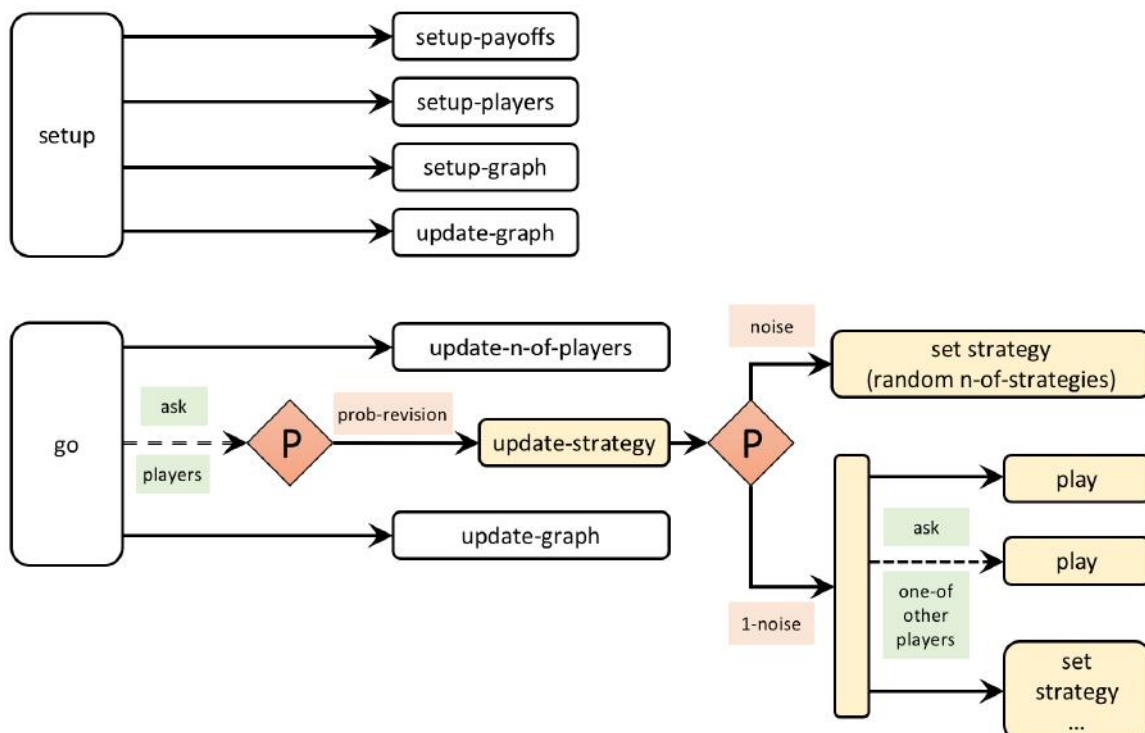 setup
setup-payoffs
setup-players
setup-graph
update-graph
go
update-n-of-players
ask
players
P
prob-revision
update-strategy
P
noise
set strategy
(random n-of-strategies)
1-noise
play
ask
one-of
other
players
play
set
strategy
...
update-graph